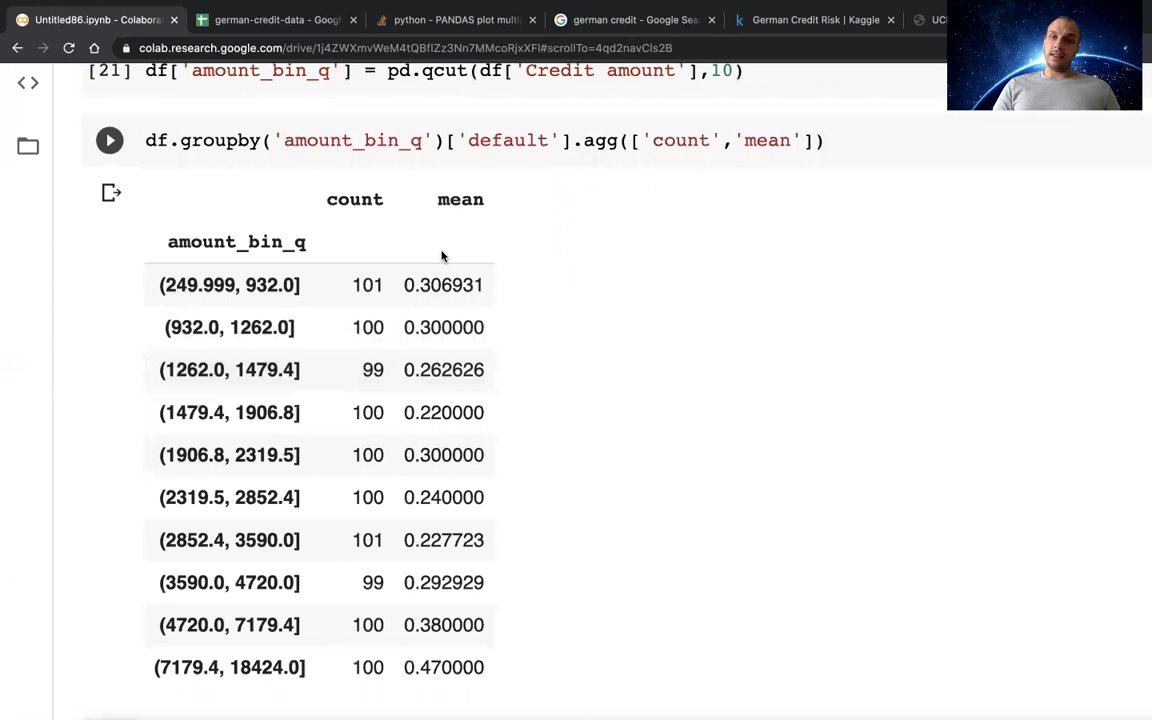 Untitled86.ipynb - Colabora
german-credit-data - Goog
python - PANDAS plot multi
german credit - Google Sea
German Credit Risk | Kaggle
UCI
colab.research.google.com/drive/1j4ZWXmvWeM4tQBfIZz3Nn7MMcoRjxXFl#scrollTo=4qd2navCls2B
[21] df['amount_bin_q'] = pd.qcut(df['Credit amount'],10)
df.groupby('amount_bin_q')['default'].agg(['count','mean'])
count mean
amount_bin_q
(249.999, 932.0] 101 0.306931
(932.0, 1262.0] 100 0.300000
(1262.0, 1479.4] 99 0.262626
(1479.4, 1906.8] 100 0.220000
(1906.8, 2319.5] 100 0.300000
(2319.5, 2852.4] 100 0.240000
(2852.4, 3590.0] 101 0.227723
(3590.0, 4720.0] 99 0.292929
(4720.0, 7179.4] 100 0.380000
(7179.4, 18424.0] 100 0.470000